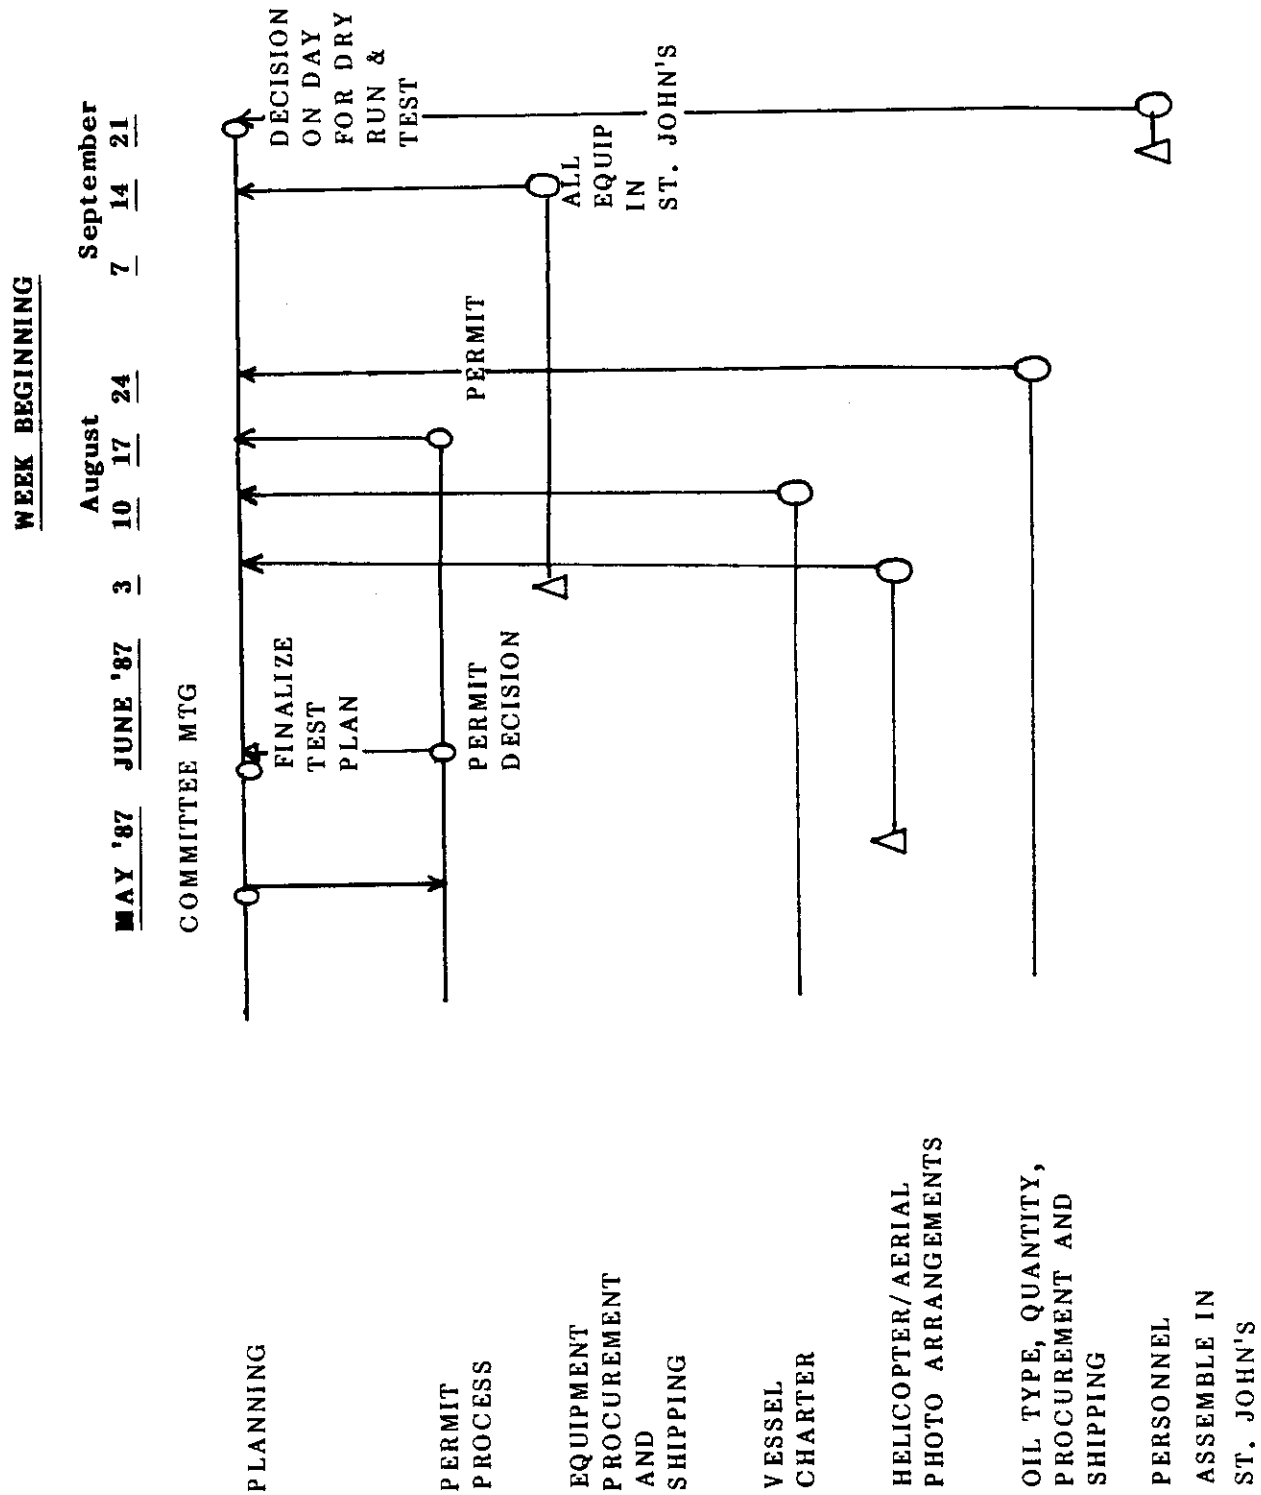 WEEK BEGINNING
August September
MAY '87 JUNE '87 3 10 17 24 7 14 21
COMMITTEE MTG
PLANNING
FINALIZE
TEST
PLAN
DECISION
ON DAY
FOR DRY
RUN &
TEST
PERMIT
PROCESS
PERMIT
DECISION
PERMIT
EQUIPMENT
PROCUREMENT
AND
SHIPPING
ALL
EQUIP
IN
ST. JOHN'S
VESSEL
CHARTER
HELICOPTER/AERIAL
PHOTO ARRANGEMENTS
OIL TYPE, QUANTITY,
PROCUREMENT AND
SHIPPING
PERSONNEL
ASSEMBLE IN
ST. JOHN'S